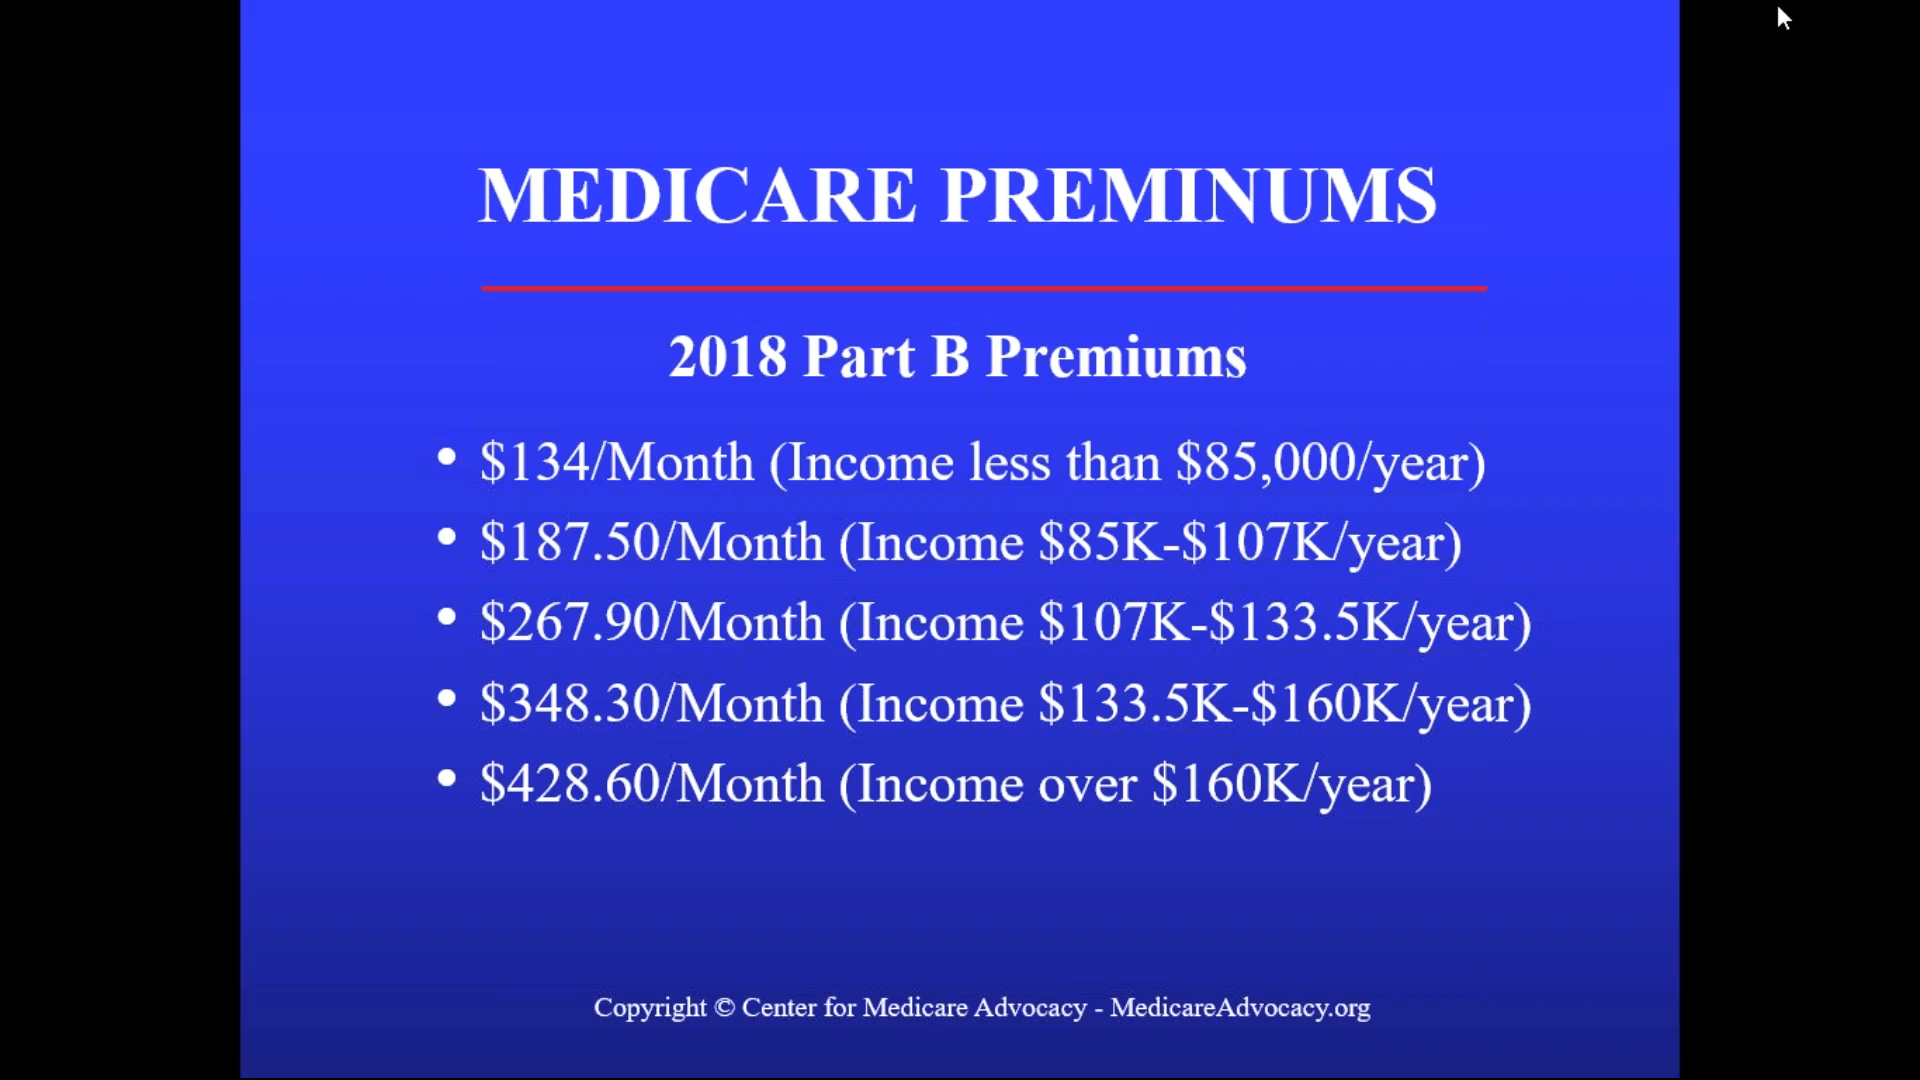 MEDICARE PREMINUMS
2018 Part B Premiums
• $134/Month (Income less than $85,000/year)
• $187.50/Month (Income $85K-$107K/year)
• $267.90/Month (Income $107K-$133.5K/year)
• $348.30/Month (Income $133.5K-$160K/year)
• $428.60/Month (Income over $160K/year)
Copyright © Center for Medicare Advocacy - MedicareAdvocacy.org